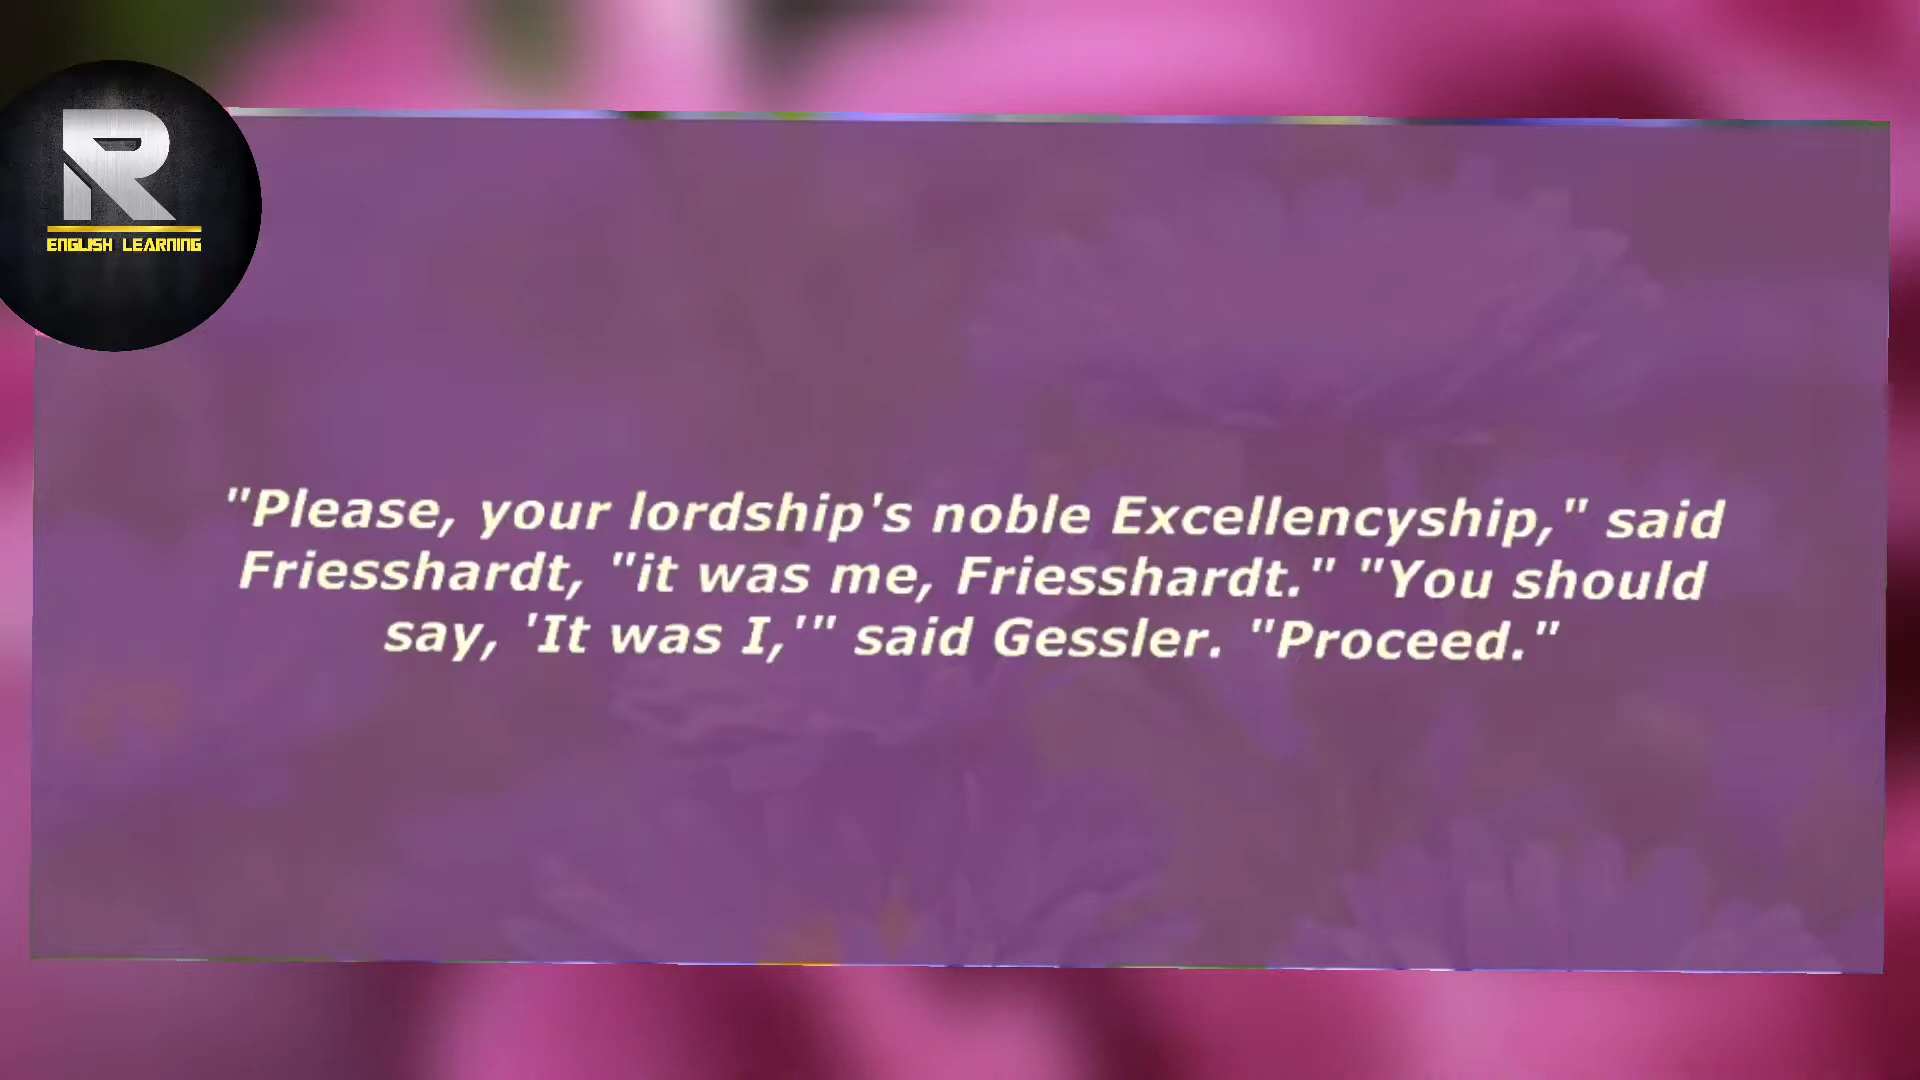 R
ENGLISH LEARNING
"Please, your lordship's noble Excellencyship," said
Friesshardt, "it was me, Friesshardt." "You should
say, 'It was I,'" said Gessler. "Proceed."